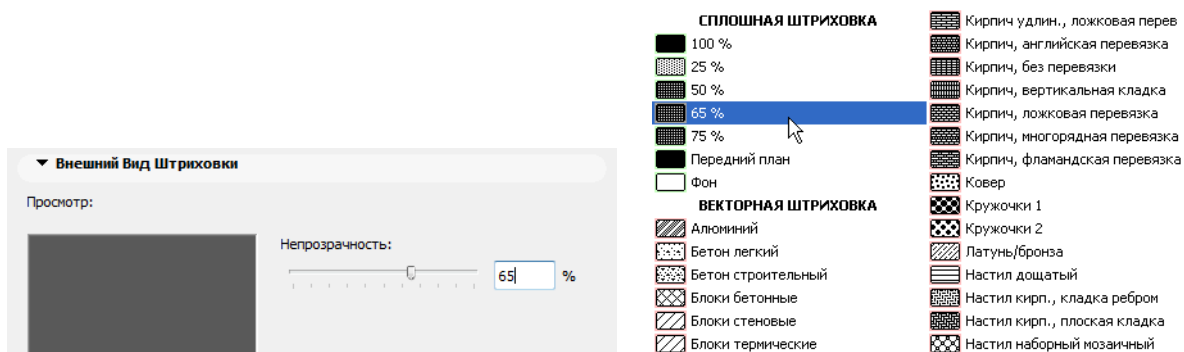 Внешний Вид Штриховки
Просмотр:
Непрозрачность:
65 %
СПЛОШНАЯ ШТРИХОВКА
100 %
25 %
50 %
65 %
75 %
Передний план
Фон
ВЕКТОРНАЯ ШТРИХОВКА
Алюминий
Бетон легкий
Бетон строительный
Блоки бетонные
Блоки стеновые
Блоки термические
Кирпич удлин., ложковая перев
Кирпич, английская перевязка
Кирпич, без перевязки
Кирпич, вертикальная кладка
Кирпич, ложковая перевязка
Кирпич, многорядная перевязка
Кирпич, фламандская перевязка
Ковер
Кружочки 1
Кружочки 2
Латунь/бронза
Настил дощатый
Настил кирп., кладка ребром
Настил кирп., плоская кладка
Настил наборный мозаичный